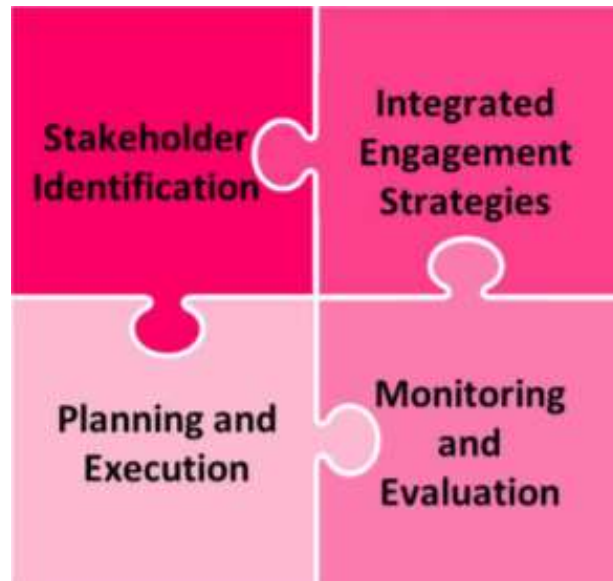 Stakeholder
Identification
Integrated
Engagement
Strategies
Planning and
Execution
Monitoring
and
Evaluation